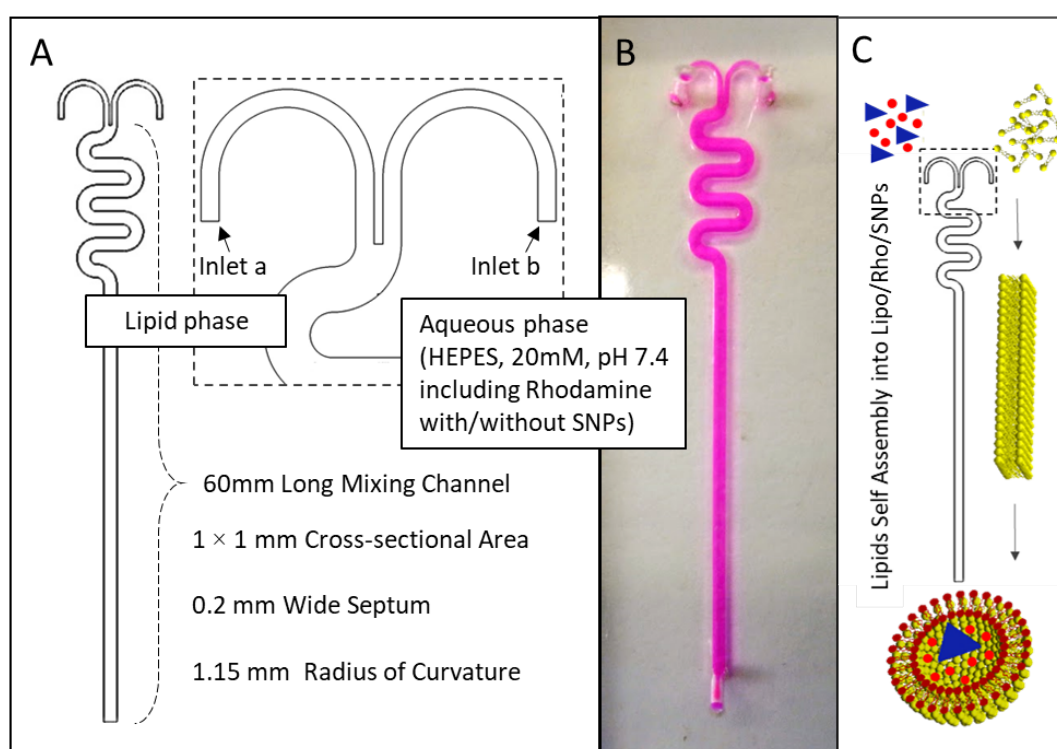 A
Inlet a
Inlet b
Lipid phase
Aqueous phase
(HEPES, 20mM, pH 7.4
including Rhodamine
with/without SNPs)
60mm Long Mixing Channel
1 × 1 mm Cross-sectional Area
0.2 mm Wide Septum
1.15 mm Radius of Curvature
B
C
Lipids Self Assembly into Lipo/Rho/SNPs